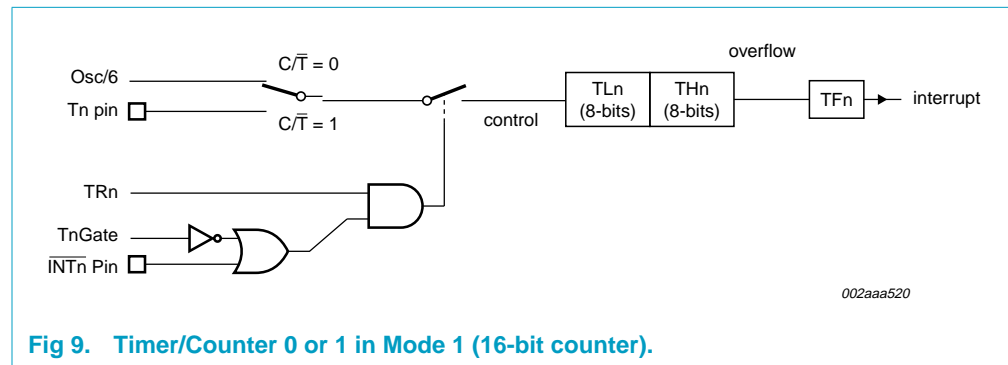 overflow
C/T̅ = 0
Osc/6
Tn pin
C/T̅ = 1
control
TLn
(8-bits)
THn
(8-bits)
TFn
interrupt
TRn
TnGate
I̅N̅T̅n̅ Pin
002aaa520
Fig 9. Timer/Counter 0 or 1 in Mode 1 (16-bit counter).